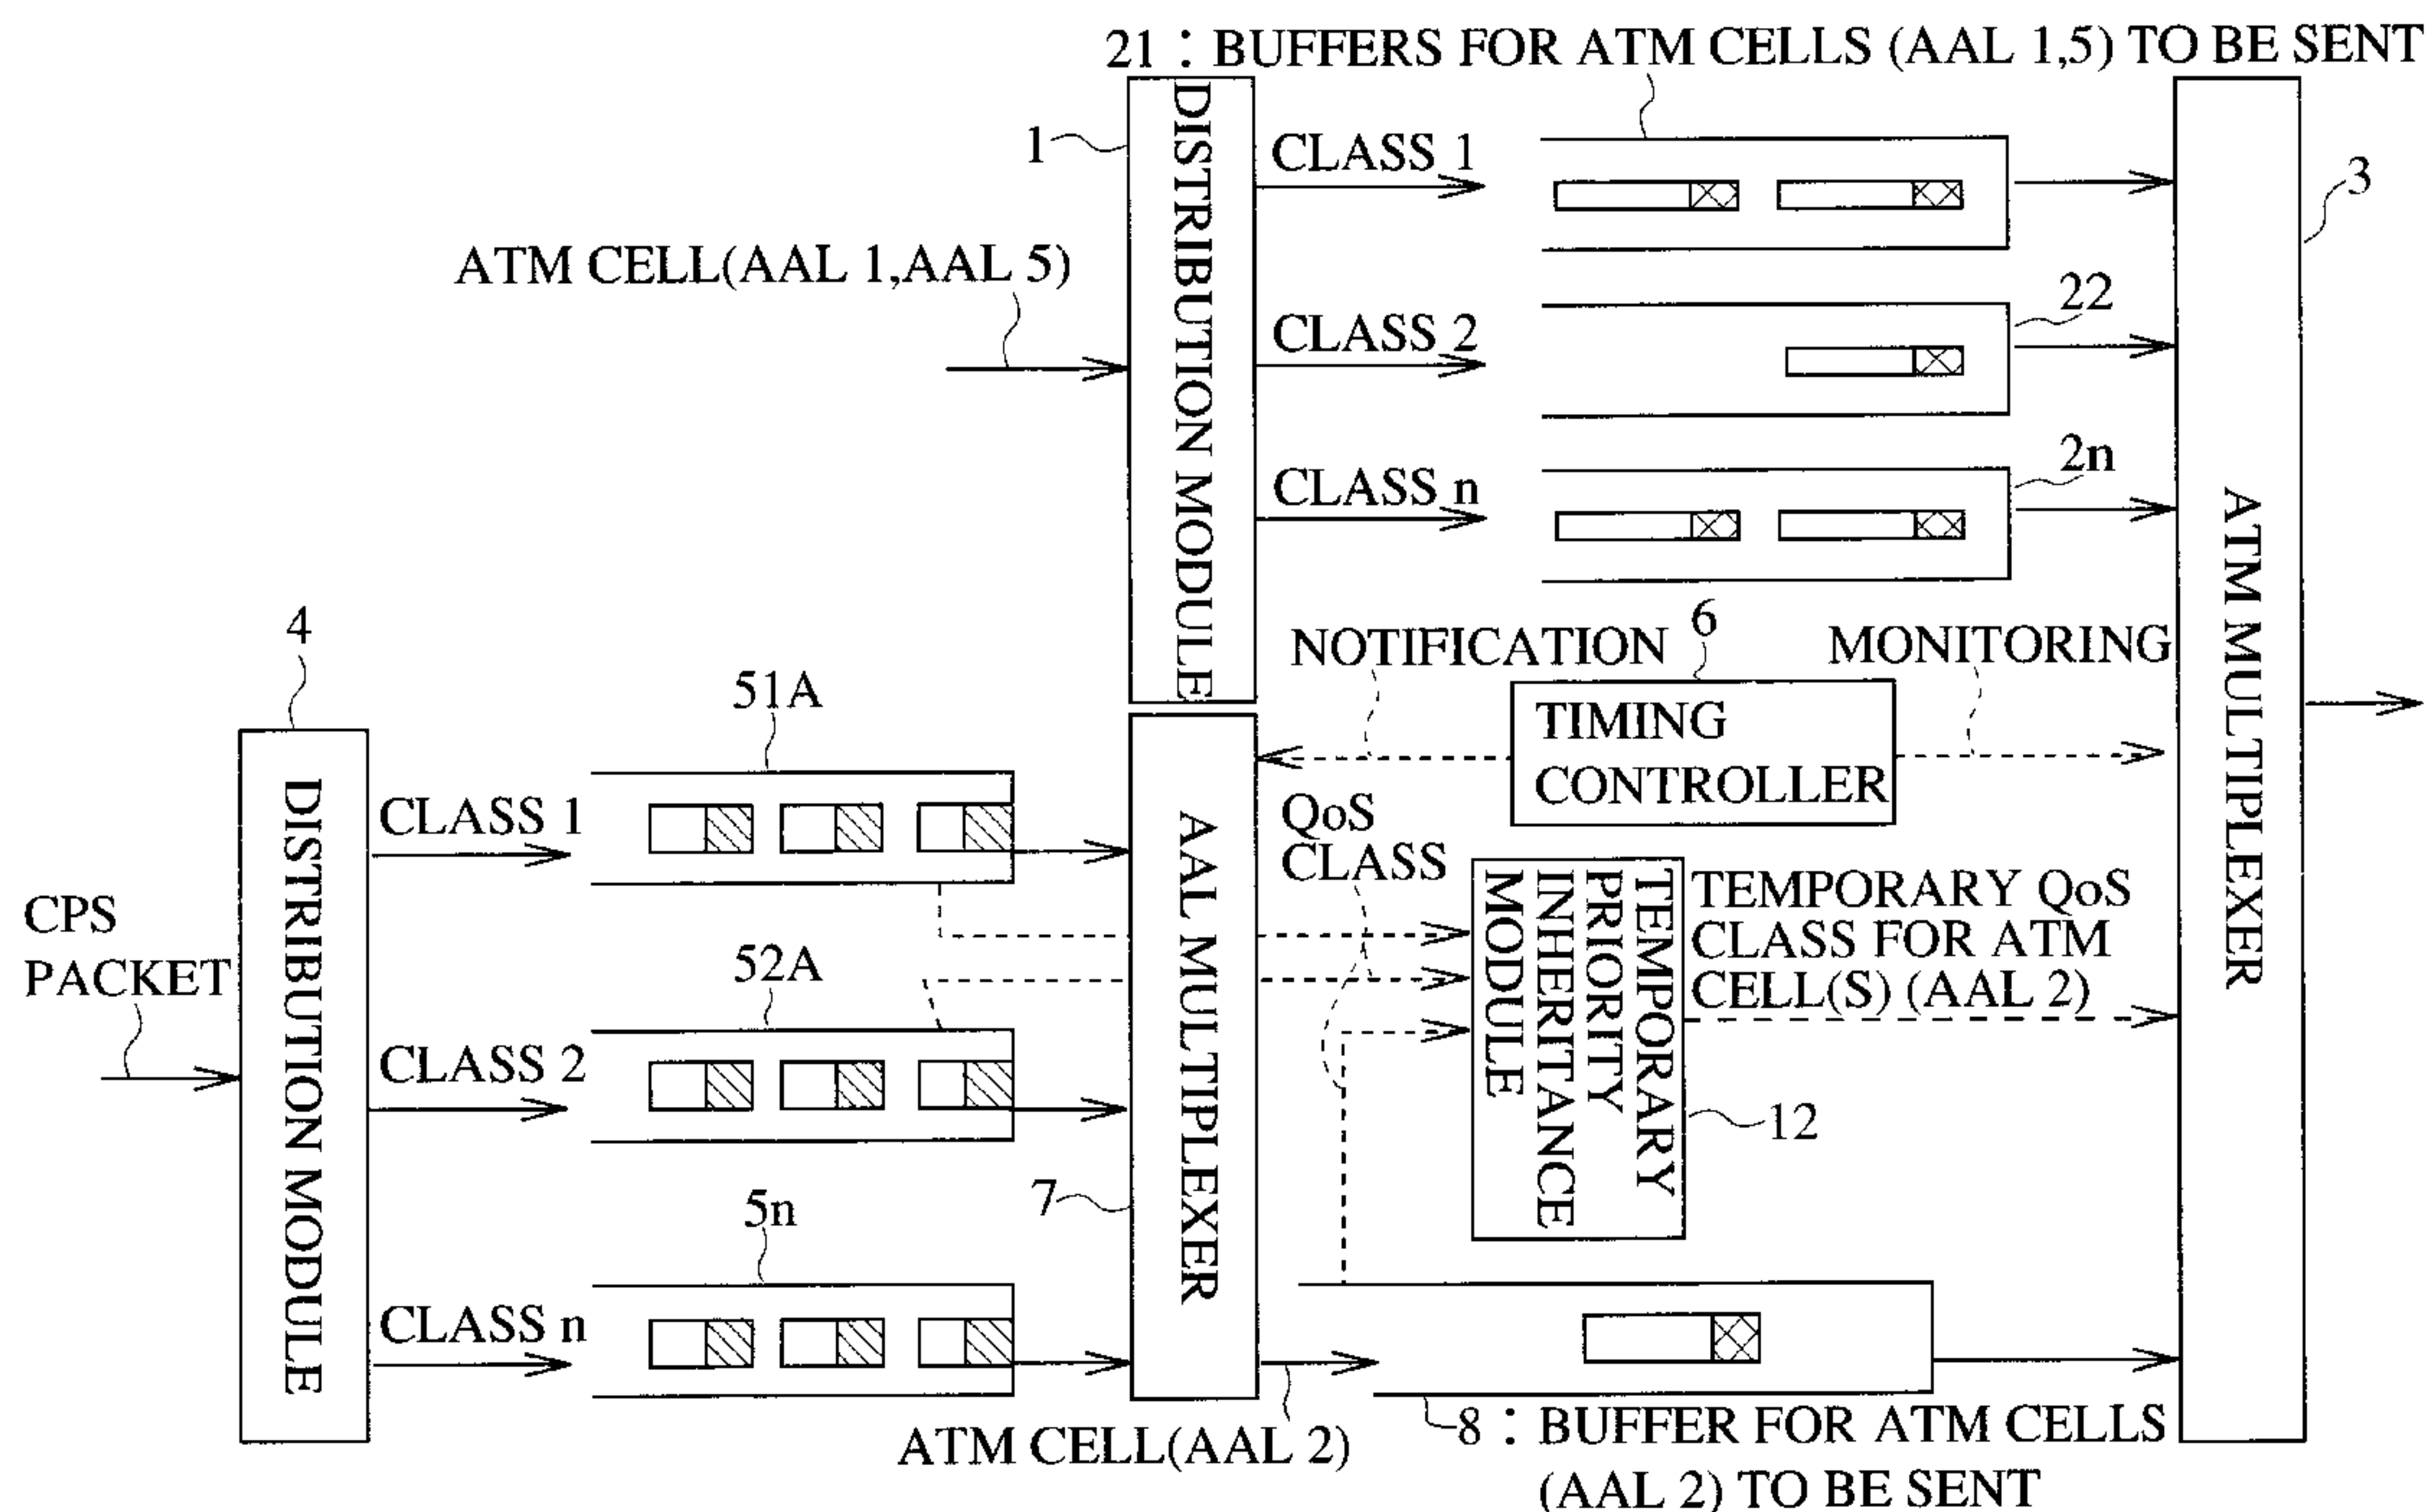 21 : BUFFERS FOR ATM CELLS (AAL 1,5) TO BE SENT
1
DISTRIBUTION MODULE
CLASS 1
3
ATM CELL(AAL 1,AAL 5)
CLASS 2
22
CLASS n
2n
ATM MULTIPLEXER
4
NOTIFICATION
6
MONITORING
51A
TIMING
CONTROLLER
DISTRIBUTION MODULE
CLASS 1
AAL MULTIPLEXER
QoS
CLASS
TEMPORARY
PRIORITY
INHERITANCE
MODULE
TEMPORARY QoS
CLASS FOR ATM
CELL(S) (AAL 2)
CPS
PACKET
52A
CLASS 2
12
7
5n
CLASS n
ATM CELL(AAL 2)
8 : BUFFER FOR ATM CELLS
(AAL 2) TO BE SENT